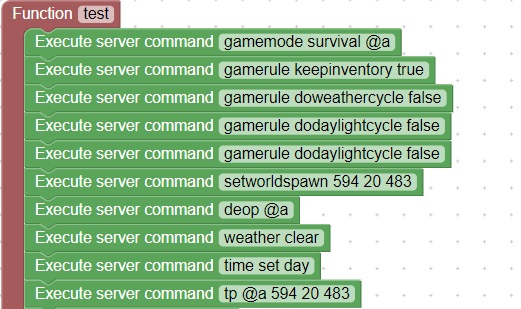 Function test
Execute server command gamemode survival @a
Execute server command gamerule keepinventory true
Execute server command gamerule doweathercycle false
Execute server command gamerule dodaylightcycle false
Execute server command gamerule dodaylightcycle false
Execute server command setworldspawn 594 20 483
Execute server command deop @a
Execute server command weather clear
Execute server command time set day
Execute server command tp @a 594 20 483